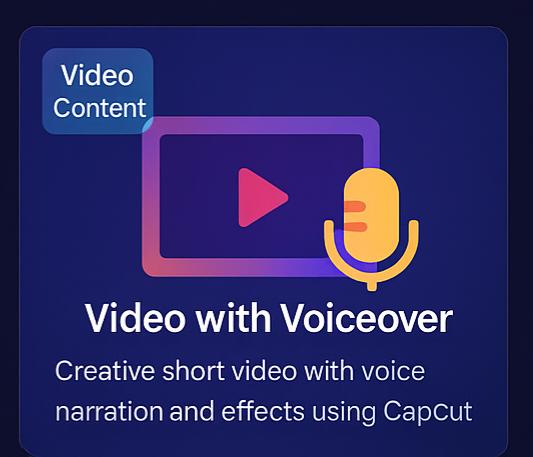 Video
Content
Video with Voiceover
Creative short video with voice
narration and effects using Capcut